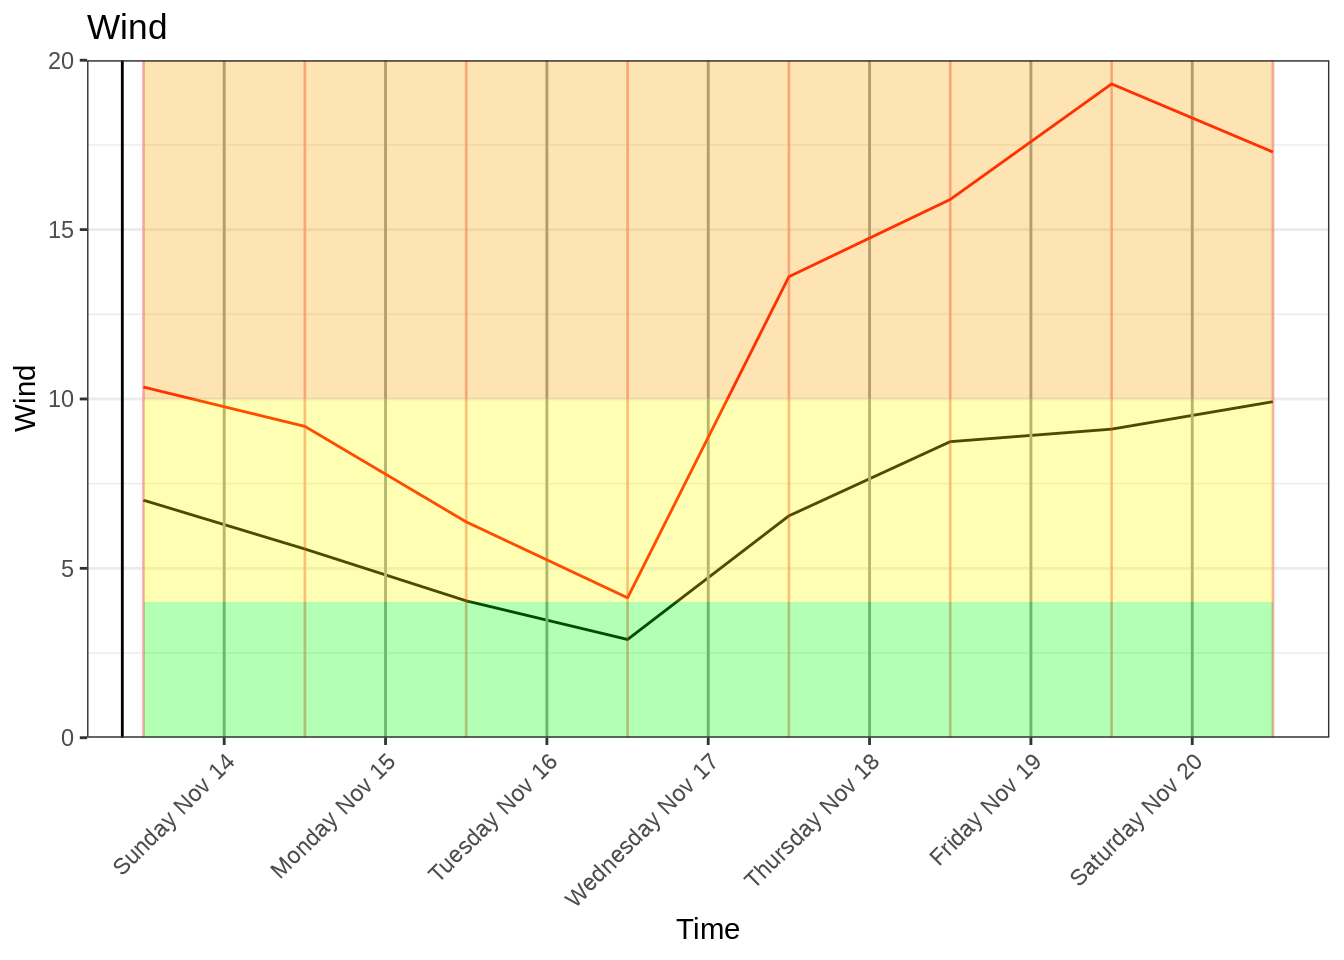 Wind
20
15
10
5
0
Wind
Sunday Nov 14
Monday Nov 15
Tuesday Nov 16
Wednesday Nov 17
Thursday Nov 18
Friday Nov 19
Saturday Nov 20
Time